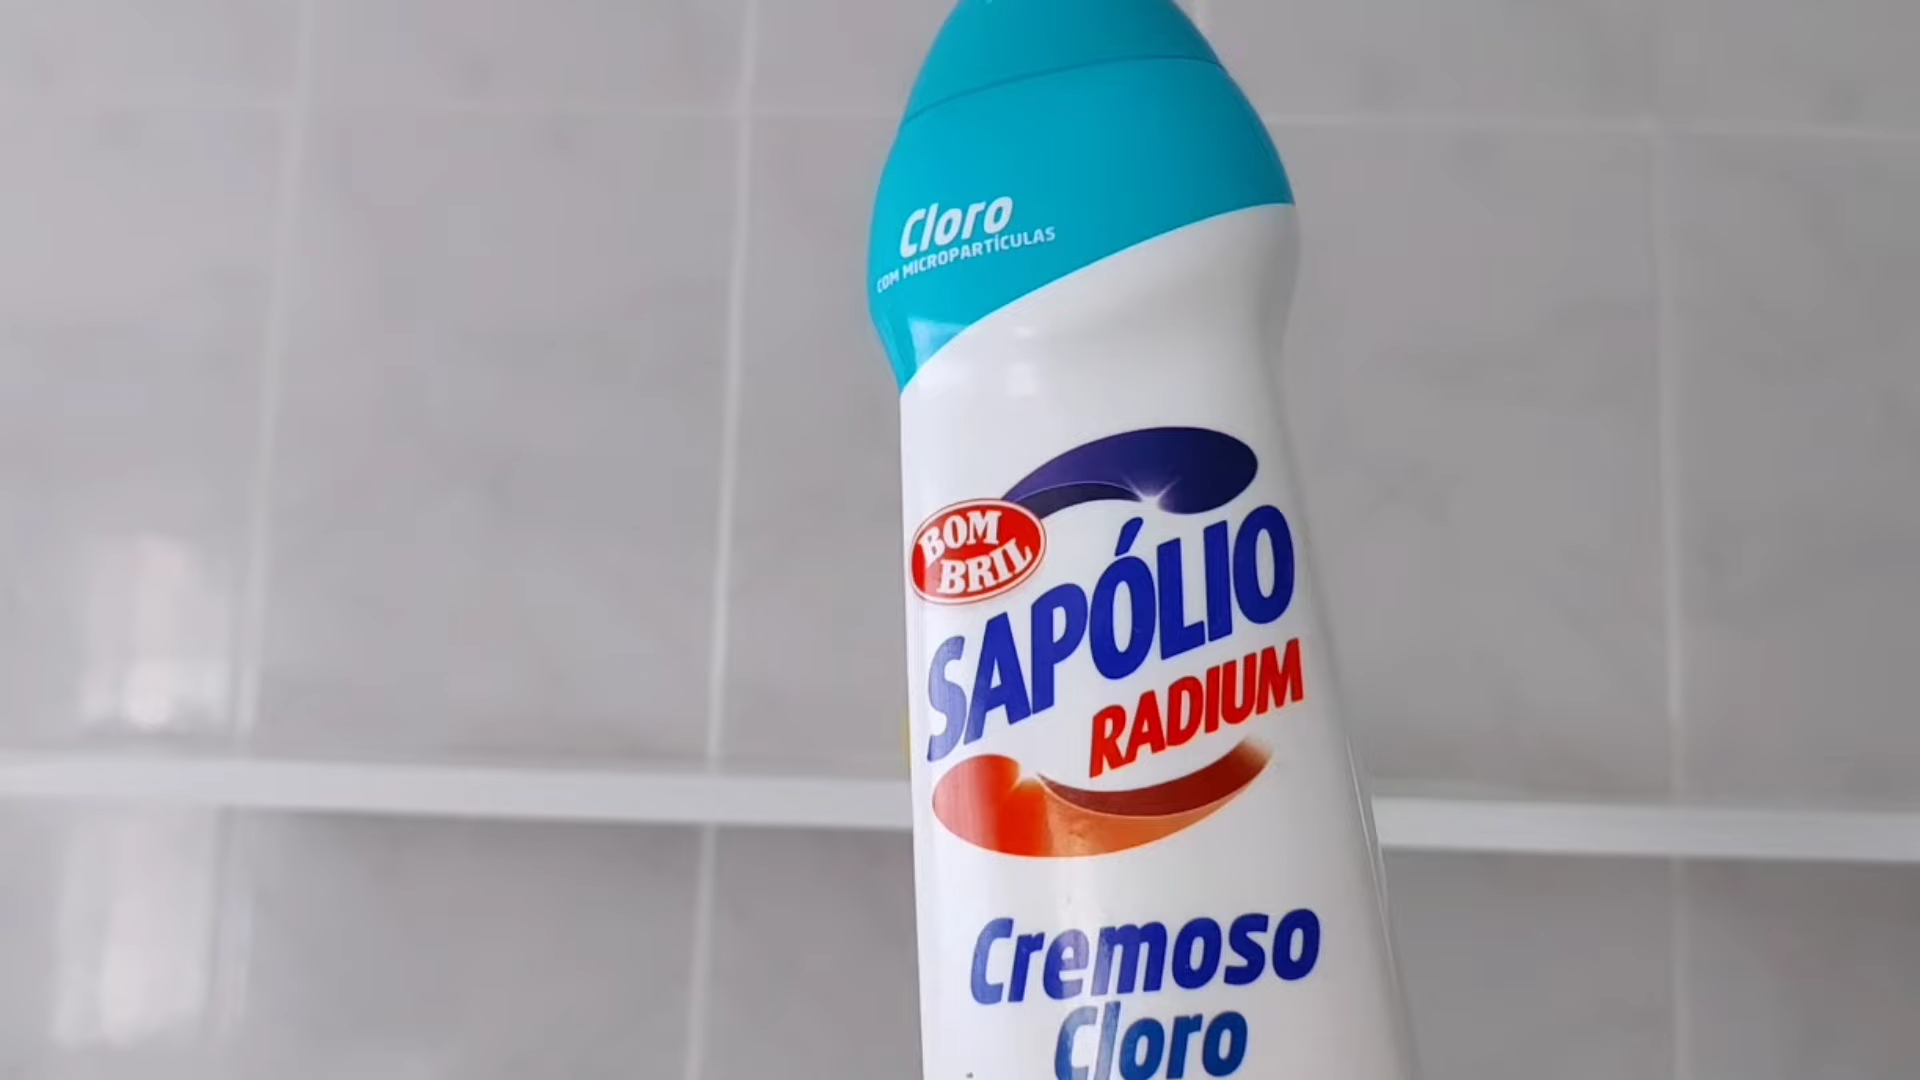 Cloro
COM MICROPARTÍCULAS
BOM
BRIL
SAPÓLIO
RADIUM
Cremoso
Cloro